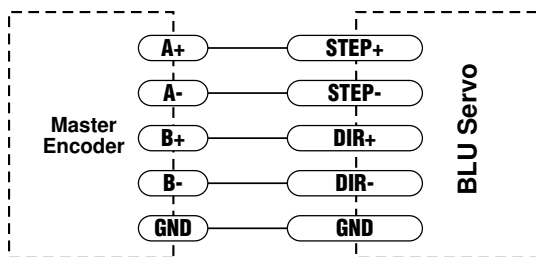 A+ STEP+
A- STEP-
Master
Encoder
B+ DIR+
B- DIR-
GND GND
BLU Servo